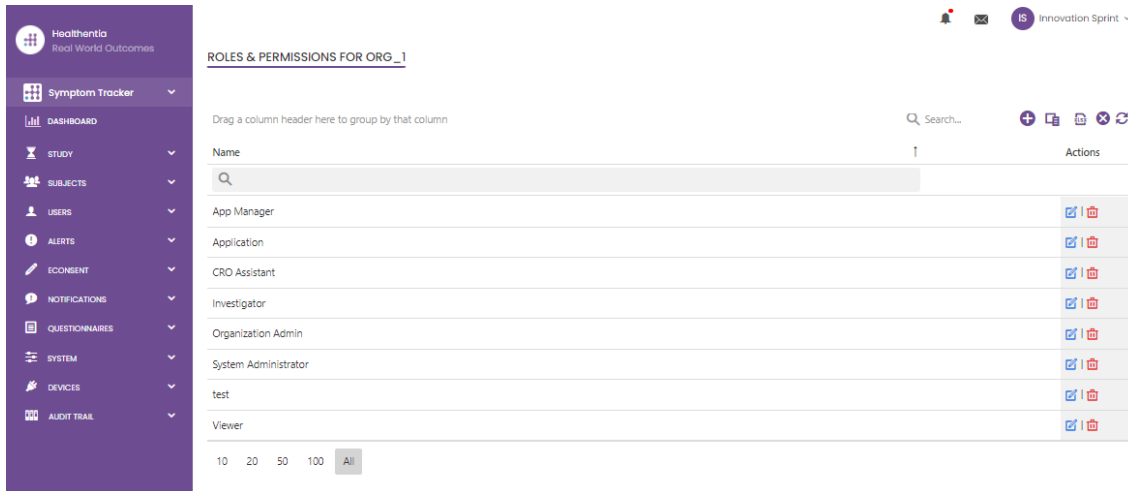 Healthentia
Real World Outcomes
IS Innovation Sprint
ROLES & PERMISSIONS FOR ORG_1
Symptom Tracker
DASHBOARD
STUDY
SUBJECTS
USERS
ALERTS
ECONSENT
NOTIFICATIONS
QUESTIONNAIRES
SYSTEM
DEVICES
AUDIT TRAIL
Drag a column header here to group by that column
Search...
Name
Actions
App Manager
Application
CRO Assistant
Investigator
Organization Admin
System Administrator
test
Viewer
10 20 50 100 All